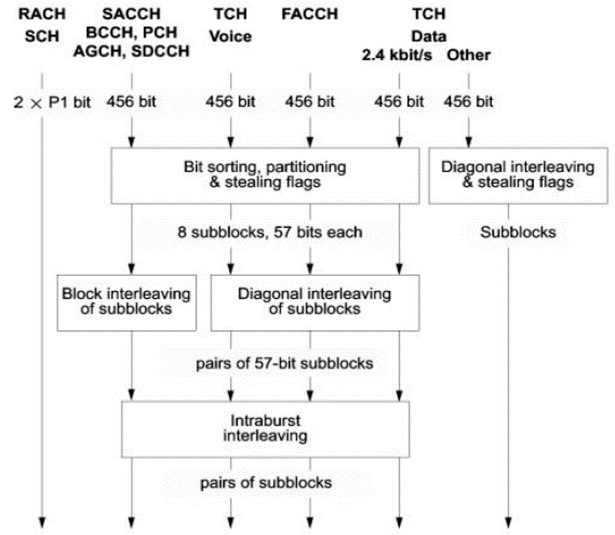 RACH
SCH
SACCH
BCCH, PCH
AGCH, SDCCH
TCH
Voice
FACCH
TCH
Data
2.4 kbit/s Other
2 × P1 bit
456 bit
456 bit
456 bit
456 bit
456 bit
Bit sorting, partitioning
& stealing flags
Diagonal interleaving
& stealing flags
8 subblocks, 57 bits each
Subblocks
Block interleaving
of subblocks
Diagonal interleaving
of subblocks
pairs of 57-bit subblocks
Intraburst
interleaving
pairs of subblocks